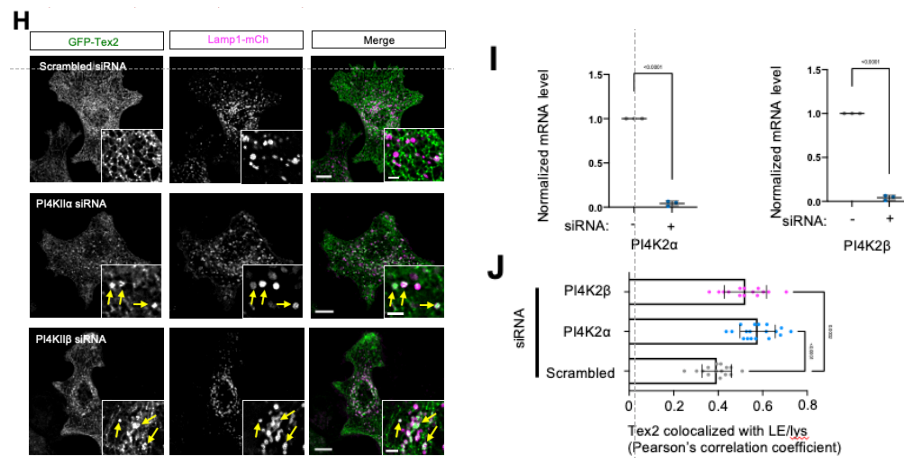 H
GFP-Tex2
Lamp1-mCh
Merge
Scrambled siRNA
PI4KIIα siRNA
PI4KIIβ siRNA
I
Normalized mRNA level
1.5
1.0
0.5
0.0
<0.0001
siRNA:
-
+
PI4K2α
Normalized mRNA level
1.5
1.0
0.5
0.0
<0.0001
siRNA:
-
+
PI4K2β
J
siRNA
PI4K2β
PI4K2α
Scrambled
0
0.2
0.4
0.6
0.8
Tex2 colocalized with LE/lys
(Pearson's correlation coefficient)